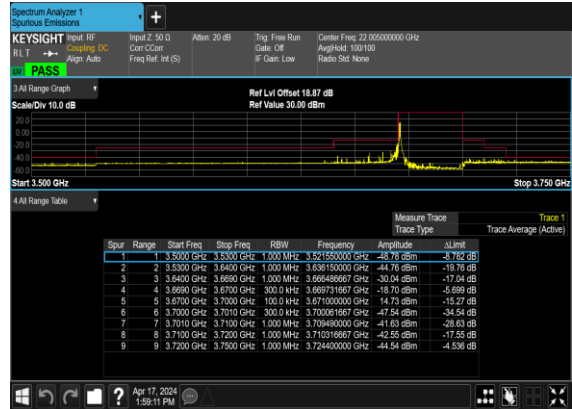 Spectrum Analyzer 1
Spurious Emissions
KEYSIGHT Input: RF Input Z: 50 Ω Atten: 20 dB Trig: Free Run Center Freq: 22.005000000 GHz
RLT Coupling: DC Corr CCorr Gate: Off Avg|Hold: 100/100
Align: Auto Freq Ref: Int (S) IF Gain: Low Radio Std: None
PASS
3 All Range Graph
Ref Lvl Offset 18.87 dB
Scale/Div 10.0 dB Ref Value 30.00 dBm
20.0
0.00
-20.0
-40.0
-60.0
Start 3.500 GHz Stop 3.750 GHz
4 All Range Table
Measure Trace Trace 1
Trace Type Trace Average (Active)
Spur Range Start Freq Stop Freq RBW Frequency Amplitude ΔLimit
1 1 3.5000 GHz 3.5300 GHz 1.000 MHz 3.521550000 GHz -48.78 dBm -8.782 dB
2 2 3.5300 GHz 3.6400 GHz 1.000 MHz 3.636150000 GHz -44.76 dBm -19.76 dB
3 3 3.6400 GHz 3.6690 GHz 1.000 MHz 3.666486667 GHz -30.04 dBm -17.04 dB
4 4 3.6690 GHz 3.6700 GHz 300.0 kHz 3.669731667 GHz -18.70 dBm -5.699 dB
5 5 3.6700 GHz 3.7000 GHz 100.0 kHz 3.671000000 GHz 14.73 dBm -15.27 dB
6 6 3.7000 GHz 3.7010 GHz 300.0 kHz 3.700061667 GHz -47.54 dBm -34.54 dB
7 7 3.7010 GHz 3.7100 GHz 1.000 MHz 3.709490000 GHz -41.63 dBm -28.63 dB
8 8 3.7100 GHz 3.7200 GHz 1.000 MHz 3.710316667 GHz -42.55 dBm -17.55 dB
9 9 3.7200 GHz 3.7500 GHz 1.000 MHz 3.724400000 GHz -44.54 dBm -4.536 dB
? Apr 17, 2024
1:59:11 PM